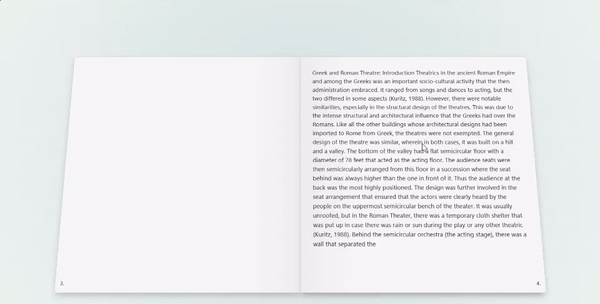 Greek and Roman Theatre: Introduction Theatrics in the ancient Roman Empire
and among the Greeks was an important socio-cultural activity that the then
administration embraced. It ranged from songs and dances to acting, but the
two differed in some aspects (Kuritz, 1988). However, there were notable
similarities, especially in the structural design of the theatres. This was due to
the intense structural and architectural influence that the Greeks had over the
Romans. Like all the other buildings whose architectural designs had been
imported to Rome from Greek, the theatres were not exempted. The general
design of the theatre was similar, wherein in both cases, it was built on a hill
and a valley. The bottom of the valley had a flat semicircular floor with a
diameter of 78 feet that acted as the acting floor. The audience seats were
then semicircularly arranged from this floor in a succession where the seat
behind was always higher than the one in front of it. Thus the audience at the
back was the most highly positioned. The design was further involved in the
seat arrangement that ensured that the actors were clearly heard by the
people on the uppermost semicircular bench of the theater. It was usually
unroofed, but in the Roman Theater, there was a temporary cloth shelter that
was put up in case there was rain or sun during the play or any other theatric
(Kuritz, 1988). Behind the semicircular orchestra (the acting stage), there was a
wall that separated the
3.
4.